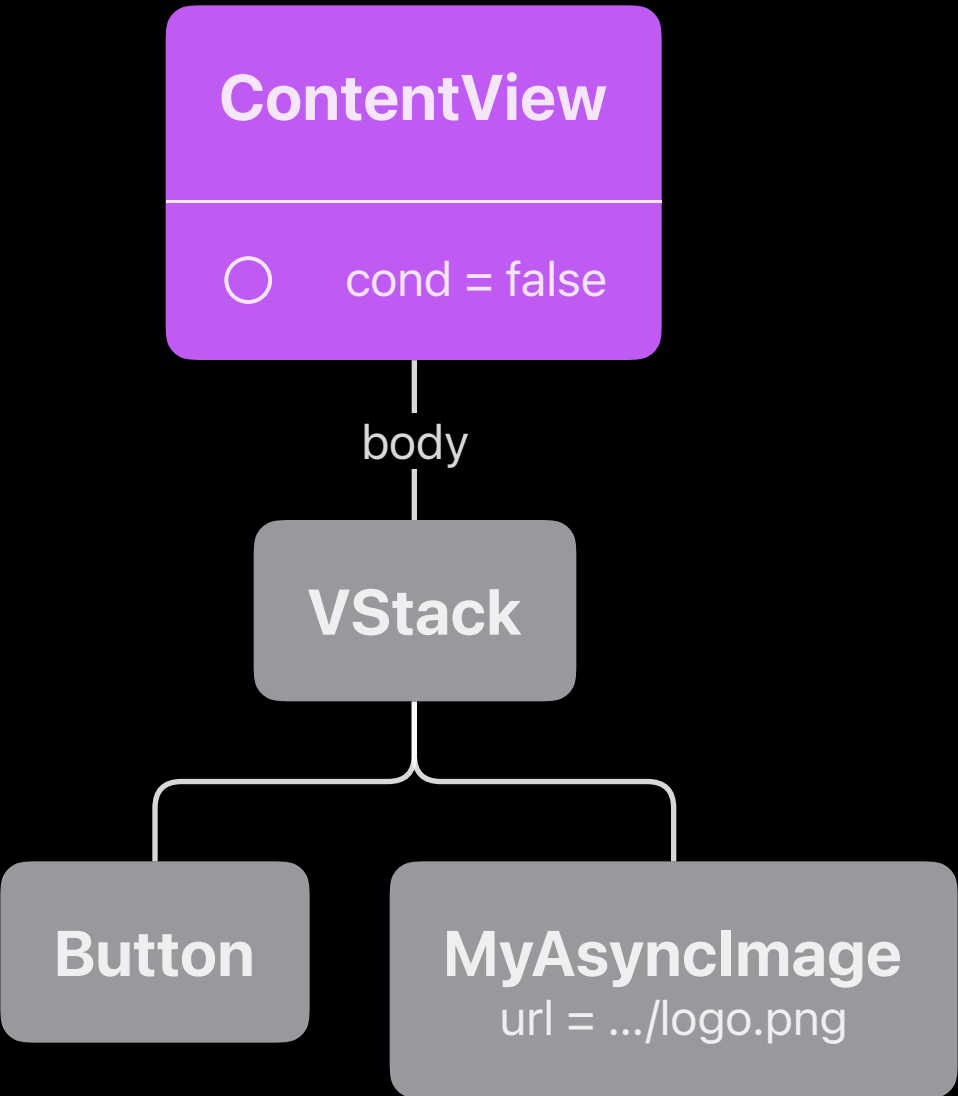 ContentView
cond = false
body
VStack
Button
MyAsyncImage
url = .../logo.png